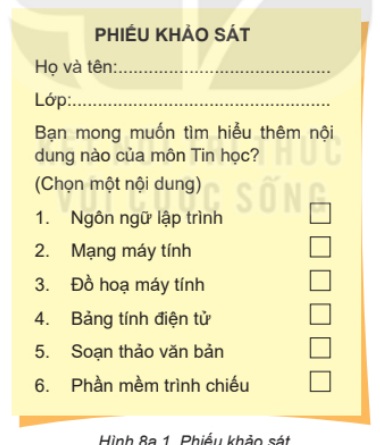 PHIẾU KHẢO SÁT
Họ và tên:......................................
Lớp:..............................................
Bạn mong muốn tìm hiểu thêm nội
dung nào của môn Tin học?
(Chọn một nội dung)
1. Ngôn ngữ lập trình
2. Mạng máy tính
3. Đồ hoạ máy tính
4. Bảng tính điện tử
5. Soạn thảo văn bản
6. Phần mềm trình chiếu
Hình 8a.1. Phiếu khảo sát